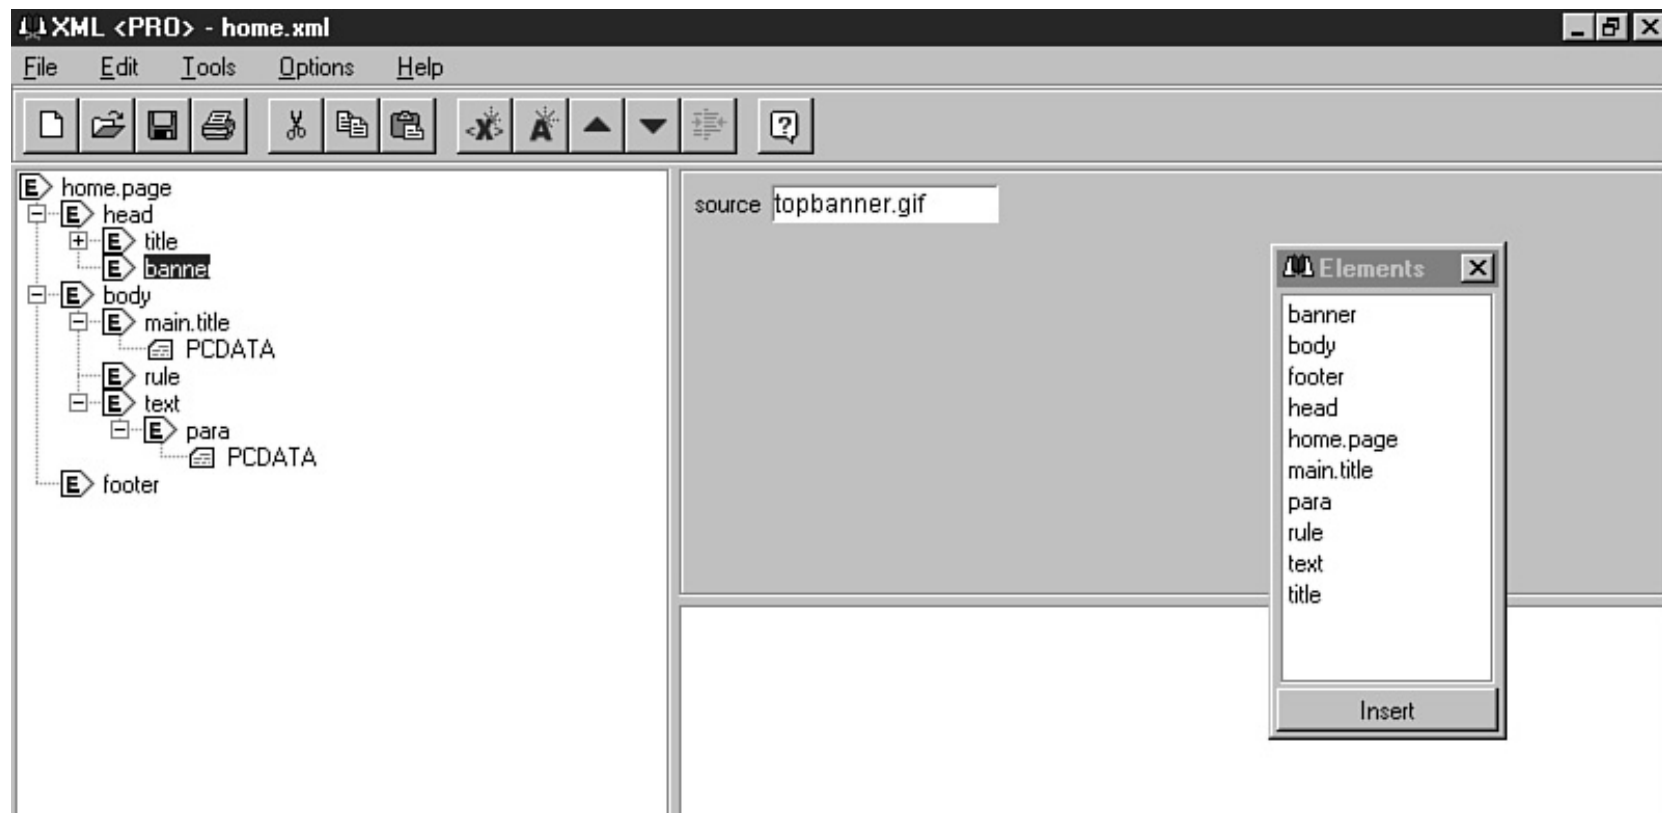 XML <PRO> - home.xml
File Edit Tools Options Help
home.page
head
title
banner
body
main.title
PCDATA
rule
text
para
PCDATA
footer
source topbanner.gif
Elements
banner
body
footer
head
home.page
main.title
para
rule
text
title
Insert